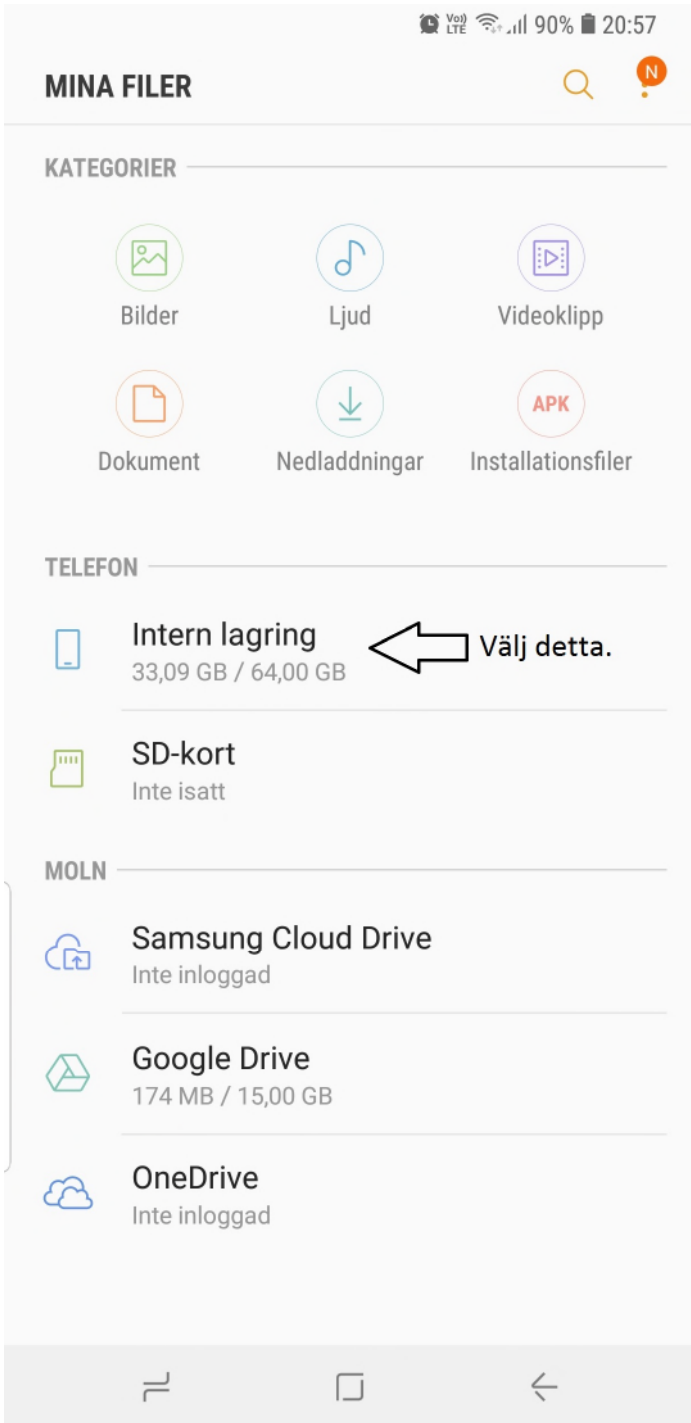 Vo)) LTE 90% 20:57
MINA FILER
N
KATEGORIER
Bilder Ljud Videoklipp
APK
Dokument Nedladdningar Installationsfiler
TELEFON
Intern lagring
33,09 GB / 64,00 GB
Välj detta.
SD-kort
Inte isatt
MOLN
Samsung Cloud Drive
Inte inloggad
Google Drive
174 MB / 15,00 GB
OneDrive
Inte inloggad